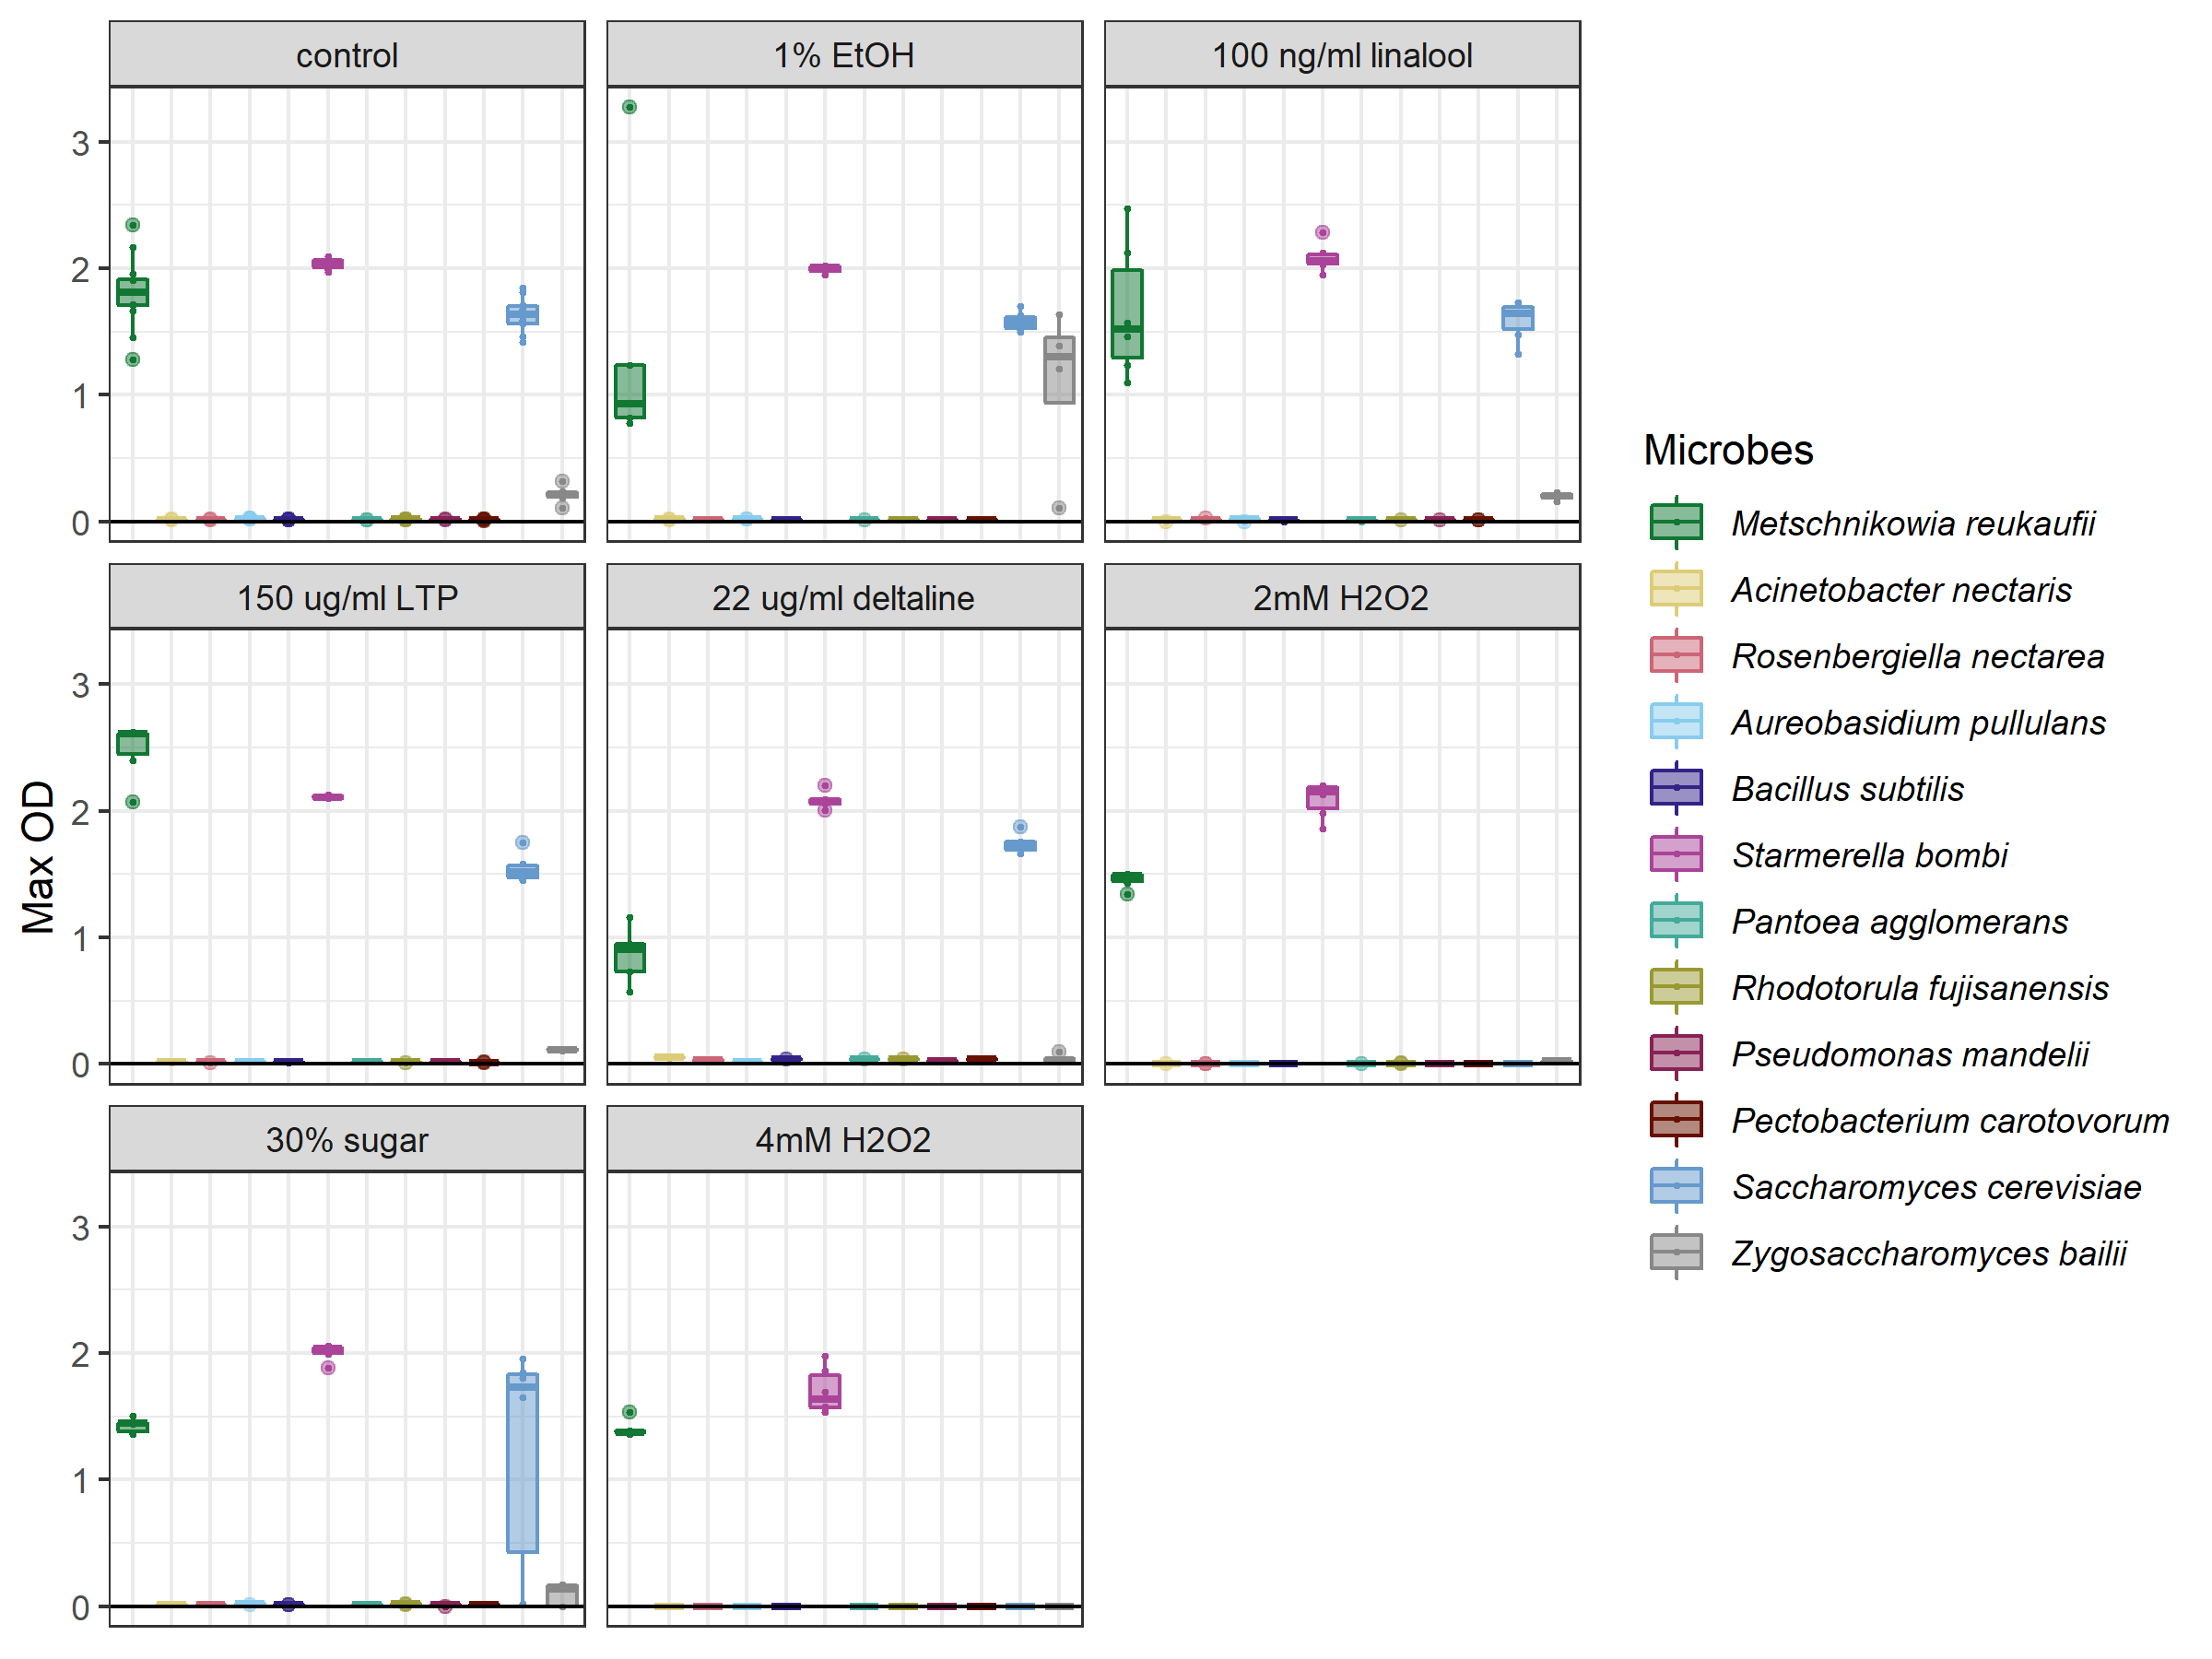 control
1% EtOH
100 ng/ml linalool
3
2
1
0
150 ug/ml LTP
22 ug/ml deltaline
2mM H2O2
3
2
1
0
30% sugar
4mM H2O2
3
2
1
0
Max OD
Microbes
Metschnikowia reukaufii
Acinetobacter nectaris
Rosenbergiella nectarea
Aureobasidium pullulans
Bacillus subtilis
Starmerella bombi
Pantoea agglomerans
Rhodotorula fujisanensis
Pseudomonas mandelii
Pectobacterium carotovorum
Saccharomyces cerevisiae
Zygosaccharomyces bailii